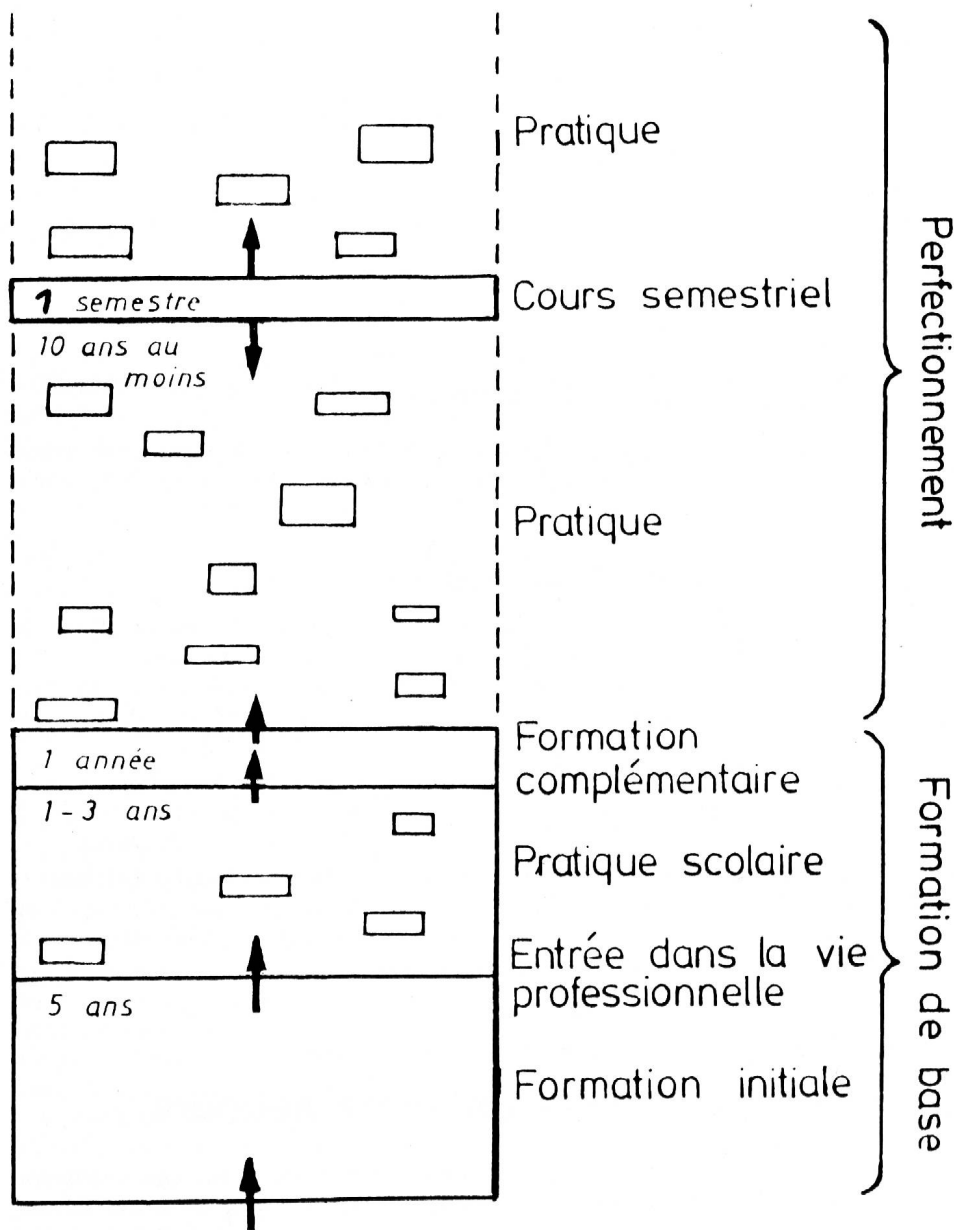 Pratique
1 semestre
Cours semestriel
10 ans au
moins
Pratique
Perfectionnement
1 année
Formation
complémentaire
1-3 ans
Pratique scolaire
Entrée dans la vie
professionnelle
5 ans
Formation initiale
Formation de base